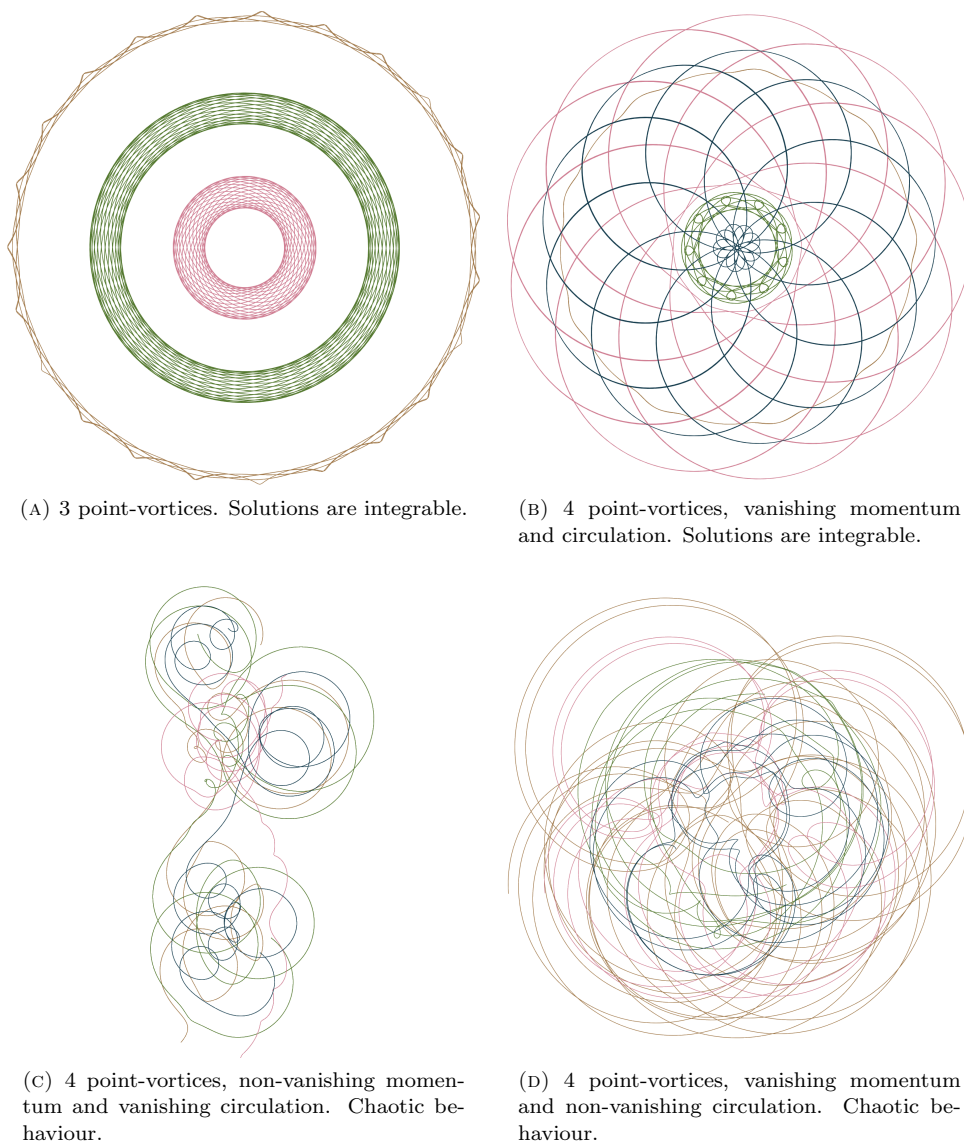 (A) 3 point-vortices. Solutions are integrable.
(B) 4 point-vortices, vanishing momentum
and circulation. Solutions are integrable.
(C) 4 point-vortices, non-vanishing momen-
tum and vanishing circulation. Chaotic be-
haviour.
(D) 4 point-vortices, vanishing momentum
and non-vanishing circulation. Chaotic be-
haviour.